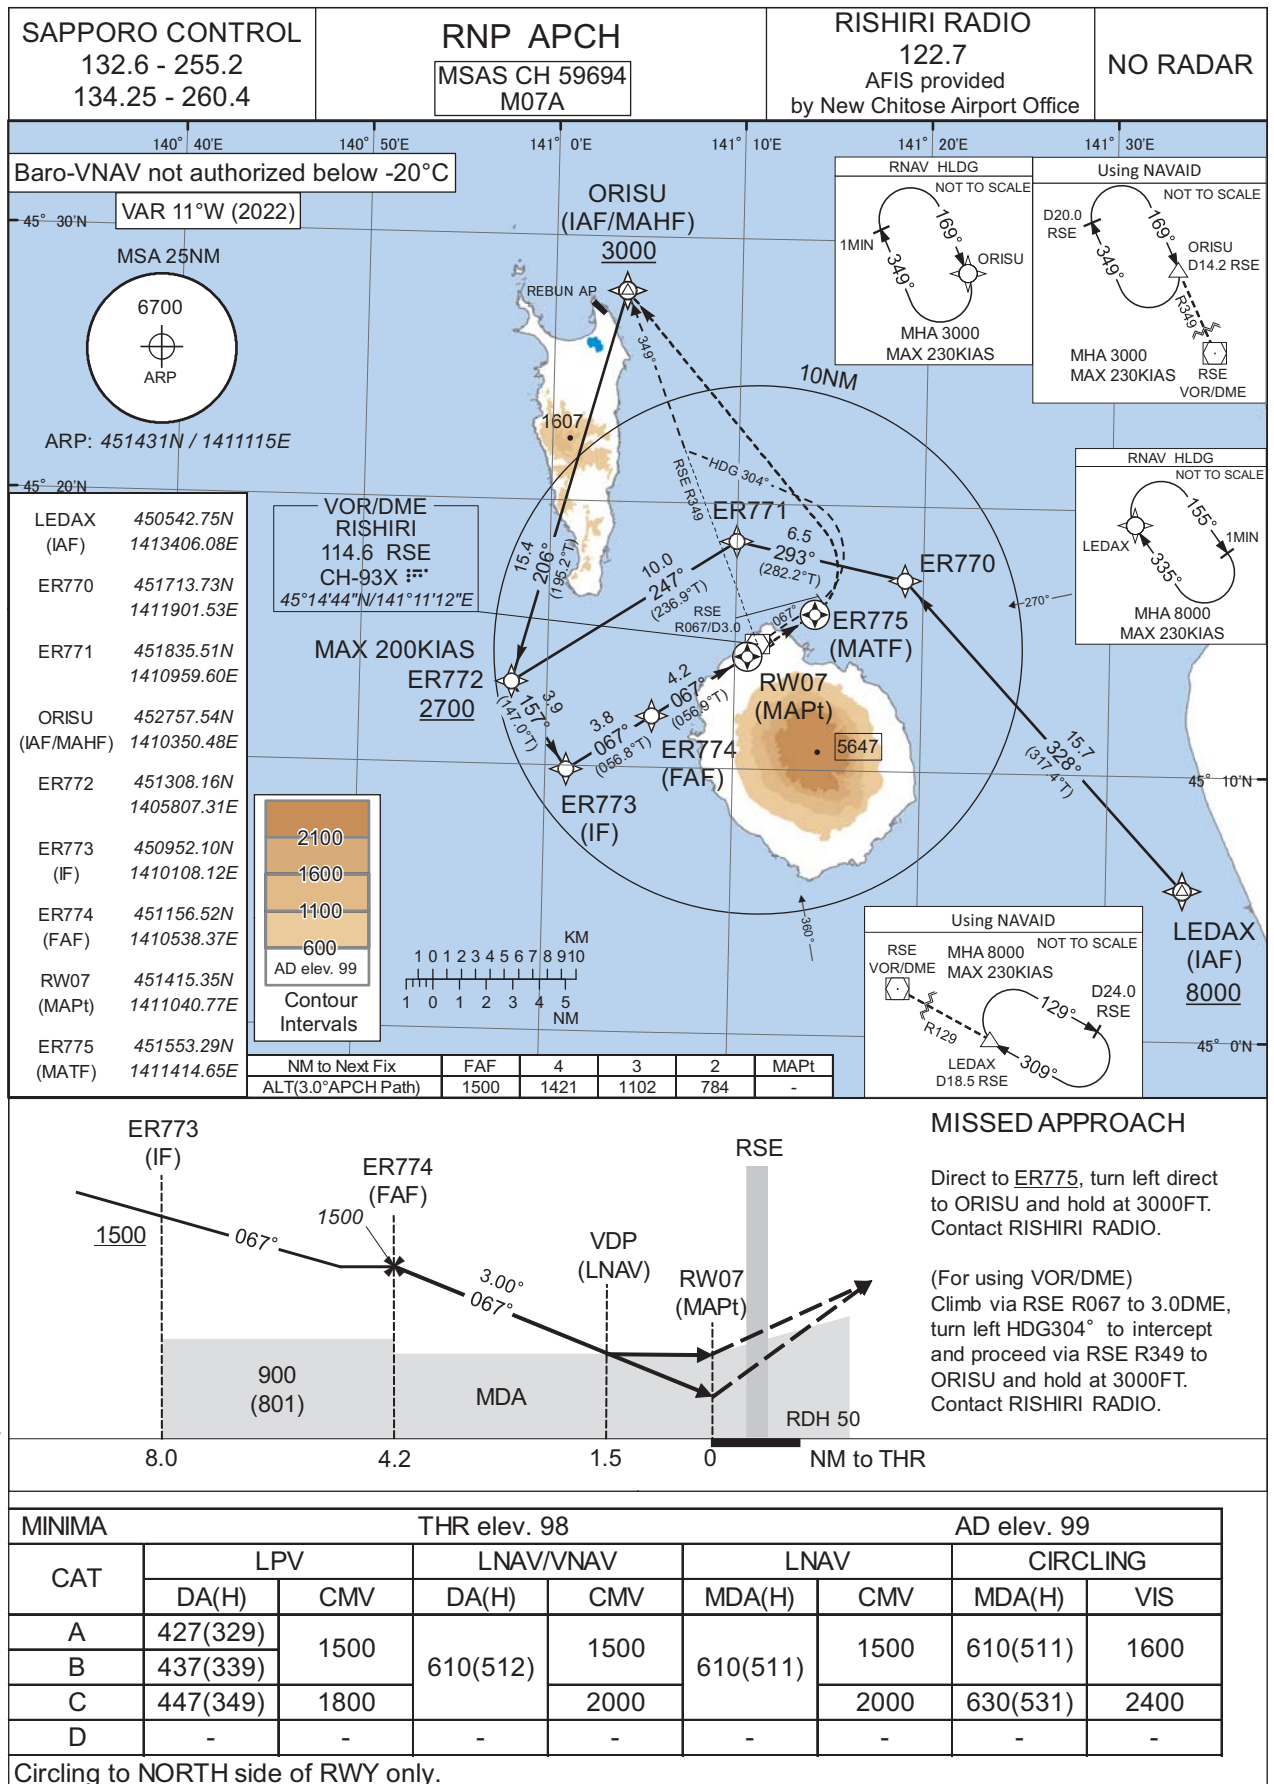 SAPPORO CONTROL
132.6 - 255.2
134.25 - 260.4
RNP APCH
MSAS CH 59694
M07A
RISHIRI RADIO
122.7
AFIS provided
by New Chitose Airport Office
NO RADAR
140° 40'E
140° 50'E
141° 0'E
141° 10'E
141° 20'E
141° 30'E
Baro-VNAV not authorized below -20°C
VAR 11°W (2022)
45° 30'N
MSA 25NM
6700
ARP
ARP: 451431N / 1411115E
45° 20'N
ORISU
(IAF/MAHF)
3000
REBUN AP
349°
1607
10NM
RNAV HLDG
NOT TO SCALE
169°
1MIN
349°
ORISU
MHA 3000
MAX 230KIAS
Using NAVAID
NOT TO SCALE
D20.0
RSE
169°
349°
ORISU
D14.2 RSE
R349
MHA 3000
MAX 230KIAS
RSE
VOR/DME
RNAV HLDG
NOT TO SCALE
155°
LEDAX
1MIN
335°
MHA 8000
MAX 230KIAS
LEDAX 450542.75N
(IAF) 1413406.08E
ER770 451713.73N
1411901.53E
ER771 451835.51N
1410959.60E
ORISU 452757.54N
(IAF/MAHF) 1410350.48E
ER772 451308.16N
1405807.31E
ER773 450952.10N
(IF) 1410108.12E
ER774 451156.52N
(FAF) 1410538.37E
RW07 451415.35N
(MAPt) 1411040.77E
ER775 451553.29N
(MATF) 1411414.65E
VOR/DME
RISHIRI
114.6 RSE
CH-93X
45°14'44"N/141°11'12"E
RSE R349
HDG 304°
ER771
6.5
293°
(282.2°T)
ER770
15.4
206°
(195.2°T)
10.0
247°
(236.9°T)
RSE
R067/D3.0
067°
ER775
(MATF)
270°
MAX 200KIAS
ER772
2700
3.9
157°
(147.0°T)
3.8
067°
(056.8°T)
4.2
067°
(056.9°T)
RW07
(MAPt)
ER774
(FAF)
ER773
(IF)
5647
15.7
328°
(317.4°T)
45° 10'N
360°
LEDAX
(IAF)
8000
2100
1600
1100
600
AD elev. 99
Contour
Intervals
KM
1 0 1 2 3 4 5 6 7 8 9 10
1 0 1 2 3 4 5
NM
Using NAVAID
NOT TO SCALE
RSE
VOR/DME
MHA 8000
MAX 230KIAS
129°
D24.0
RSE
R129
LEDAX
D18.5 RSE
309°
45° 0'N
NM to Next Fix FAF 4 3 2 MAPt
ALT(3.0°APCH Path) 1500 1421 1102 784 -
ER773
(IF)
ER774
(FAF)
1500
1500
067°
3.00°
067°
VDP
(LNAV)
RW07
(MAPt)
RSE
900
(801)
MDA
RDH 50
8.0 4.2 1.5 0 NM to THR
MISSED APPROACH
Direct to ER775, turn left direct
to ORISU and hold at 3000FT.
Contact RISHIRI RADIO.
(For using VOR/DME)
Climb via RSE R067 to 3.0DME,
turn left HDG304° to intercept
and proceed via RSE R349 to
ORISU and hold at 3000FT.
Contact RISHIRI RADIO.
MINIMA THR elev. 98 AD elev. 99
CAT LPV LNAV/VNAV LNAV CIRCLING
DA(H) CMV DA(H) CMV MDA(H) CMV MDA(H) VIS
A 427(329) 1500 610(512) 1500 610(511) 1500 610(511) 1600
B 437(339)
C 447(349) 1800 2000 2000 630(531) 2400
D - - - - - - - -
Circling to NORTH side of RWY only.